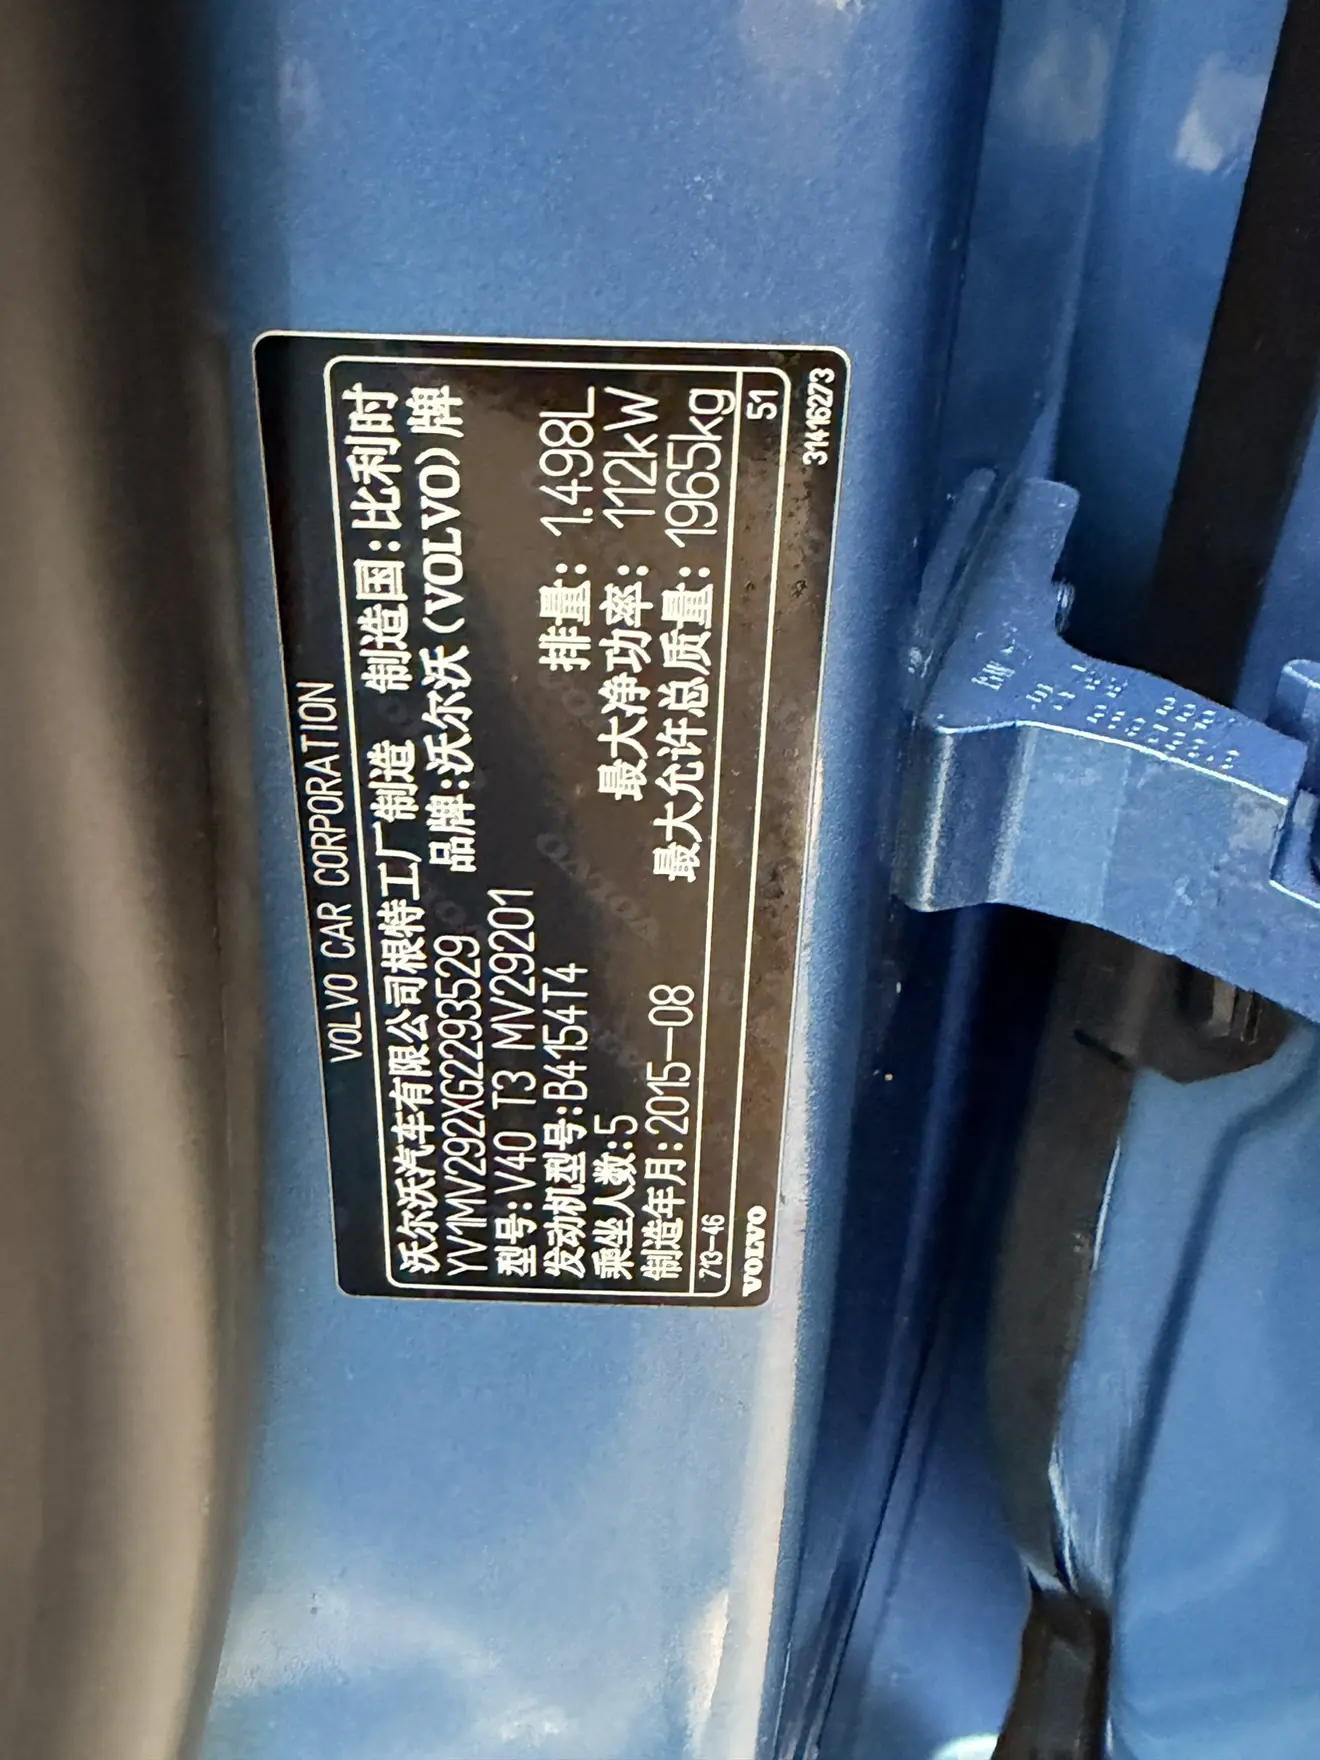 VOLVO CAR CORPORATION
沃尔沃汽车有限公司根特工厂制造 制造国:比利时
YV1MV292XG2293529 品牌:沃尔沃(VOLVO)牌
型号:V40 T3 MV29201
发动机型号:B4154T4 排量: 1.498L
乘坐人数:5 最大净功率: 112kW
制造年月:2015-08 最大允许总质量: 1965kg
713-46 51
VOLVO 31416273